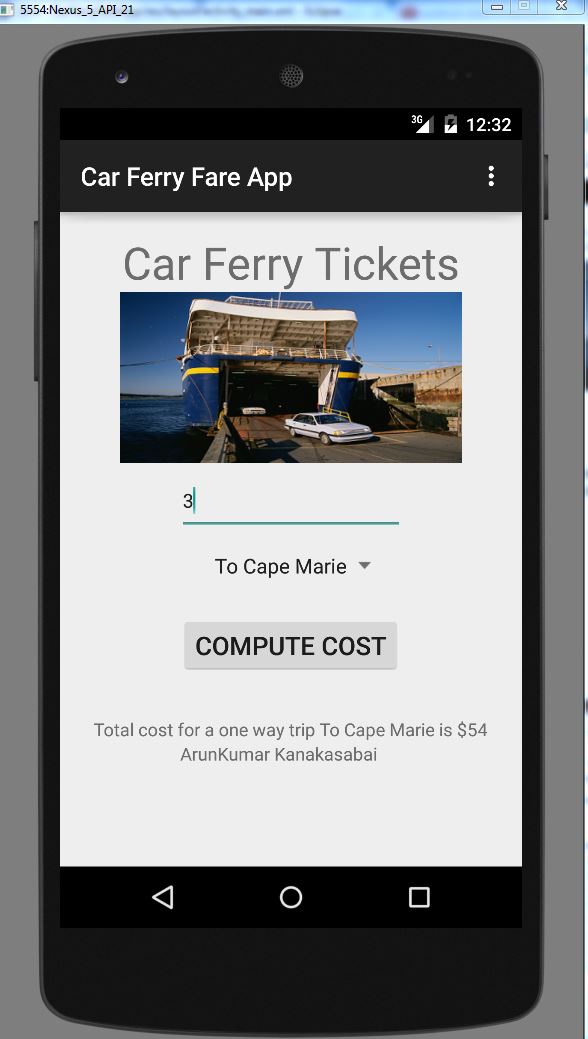 5554:Nexus_5_API_21
3G 12:32
Car Ferry Fare App
Car Ferry Tickets
3
To Cape Marie
COMPUTE COST
Total cost for a one way trip To Cape Marie is $54
ArunKumar Kanakasabai